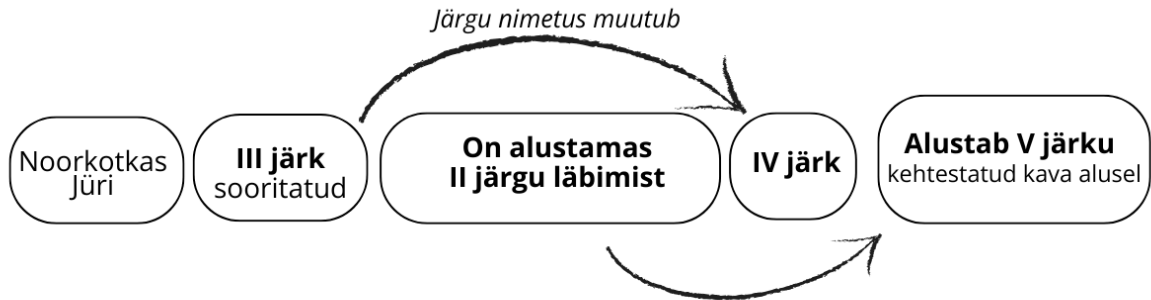 Järgu nimetus muutub
Noorkotkas
Jüri
III järk
sooritatud
On alustamas
II järgu läbimist
IV järk
Alustab V järku
kehtestatud kava alusel